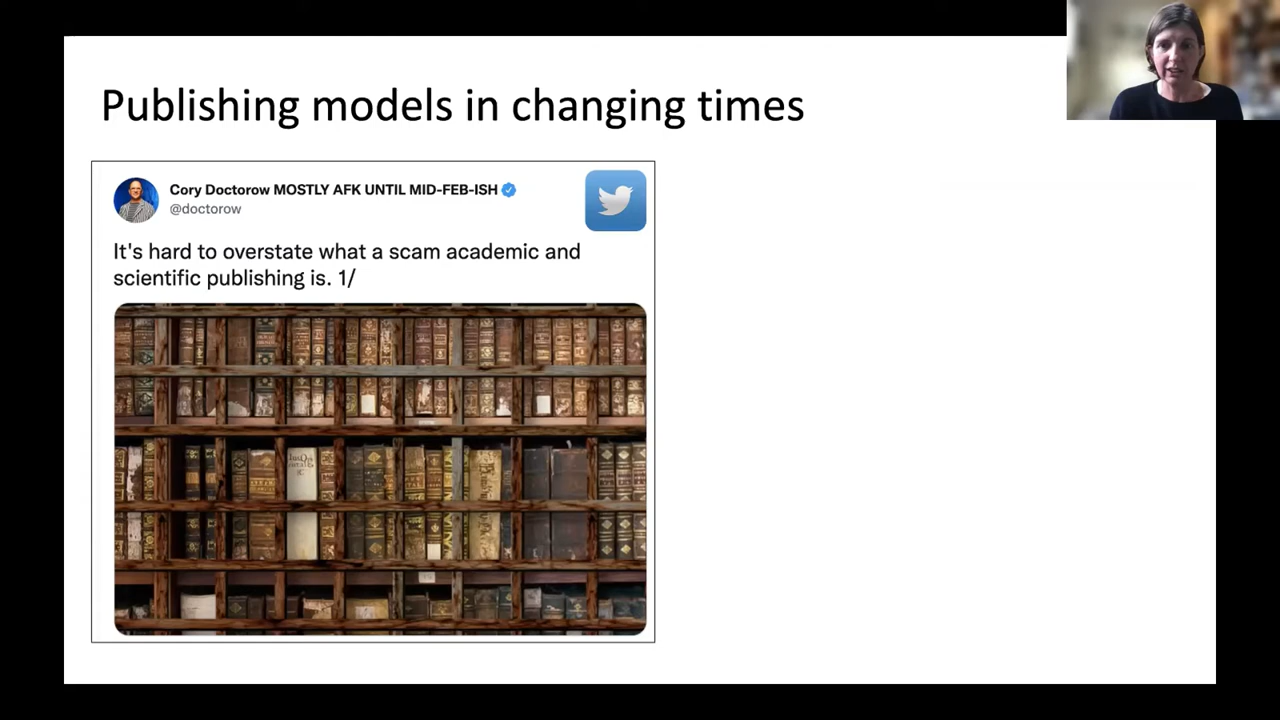 Publishing models in changing times
Cory Doctorow MOSTLY AFK UNTIL MID-FEB-ISH
@doctorow
It's hard to overstate what a scam academic and
scientific publishing is. 1/